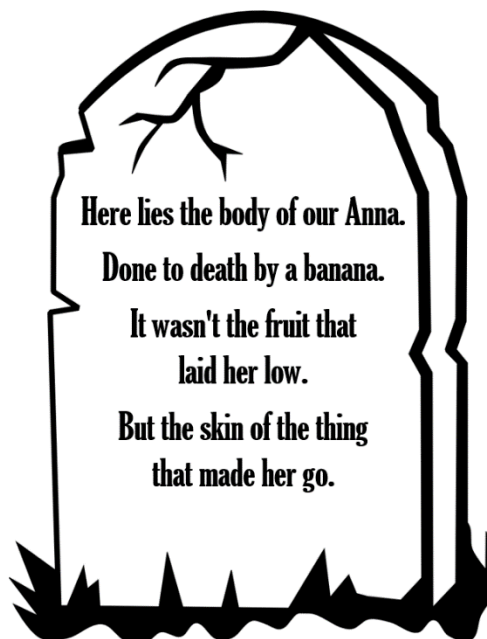 Here lies the body of our Anna.
Done to death by a banana.
It wasn't the fruit that
laid her low.
But the skin of the thing
that made her go.